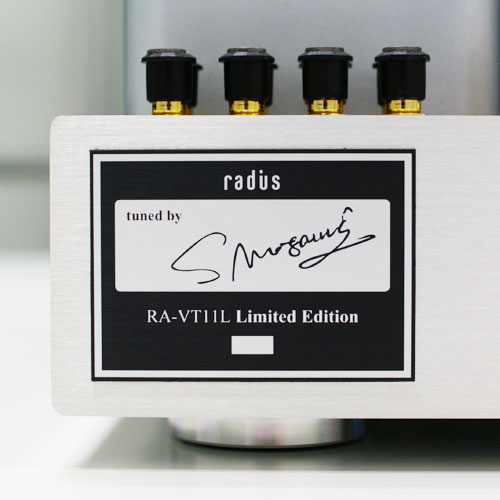 radius
tuned by
RA-VT11L Limited Edition